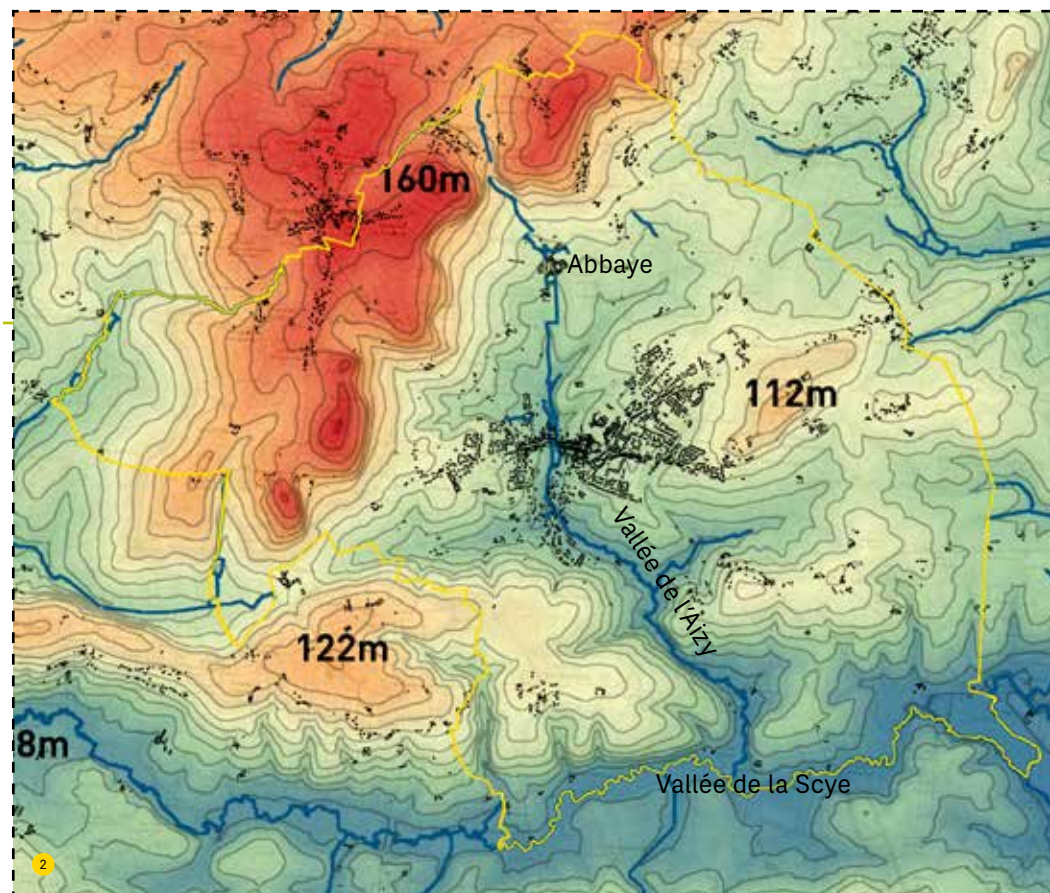 160m
Abbaye
112m
Vallée de l'Aizy
122m
8m
Vallée de la Scye
2